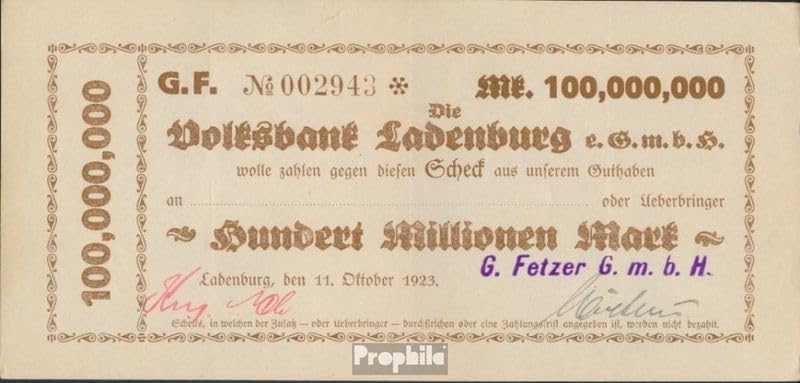 100,000,000
G.F. № 002943 * Mk. 100,000,000
Die
Volksbank Ladenburg e.G.m.b.H.
wolle zahlen gegen diesen Scheck aus unserem Guthaben
an oder Ueberbringer
~ Hundert Millionen Mark ~
G. Fetzer G. m. b. H.
Ladenburg, den 11. Oktober 1923.
Schecks, in welchen der Zusatz — oder Ueberbringer — durchstrichen oder eine Zahlungsfrist angegeben ist, werden nicht bezahlt.
Prophila